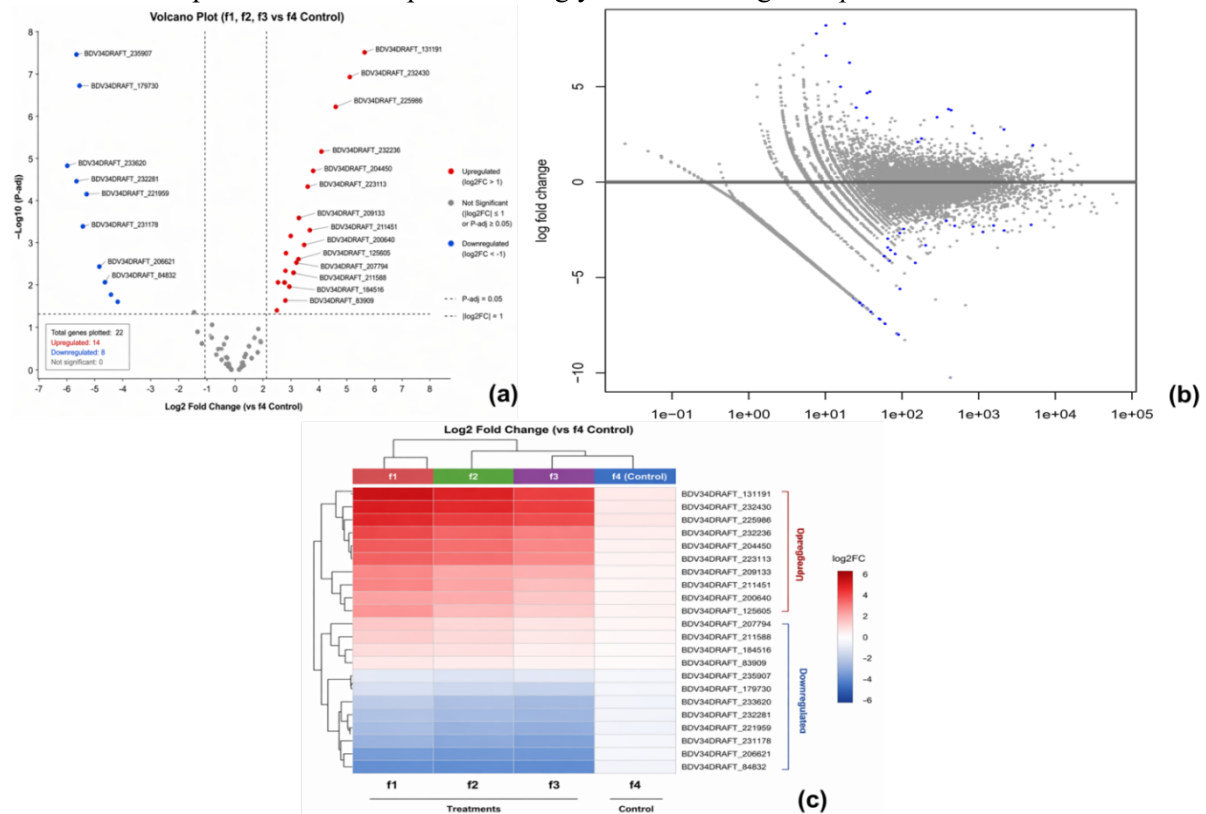 Volcano Plot (f1, f2, f3 vs f4 Control)
8
7
6
5
4
3
2
1
0
−Log10 (P-adj)
BDV34DRAFT_235907
BDV34DRAFT_179730
BDV34DRAFT_233620
BDV34DRAFT_232281
BDV34DRAFT_221959
BDV34DRAFT_231178
BDV34DRAFT_206621
BDV34DRAFT_84832
BDV34DRAFT_131191
BDV34DRAFT_232430
BDV34DRAFT_225986
BDV34DRAFT_232236
BDV34DRAFT_204450
BDV34DRAFT_223113
BDV34DRAFT_209133
BDV34DRAFT_211451
BDV34DRAFT_200640
BDV34DRAFT_125605
BDV34DRAFT_207794
BDV34DRAFT_211588
BDV34DRAFT_184516
BDV34DRAFT_83909
Upregulated
(log2FC > 1)
Not Significant
(|log2FC| ≤ 1
or P-adj ≥ 0.05)
Downregulated
(log2FC < -1)
P-adj = 0.05
|log2FC| = 1
Total genes plotted: 22
Upregulated: 14
Downregulated: 8
Not significant: 0
-7 -6 -5 -4 -3 -2 -1 0 1 2 3 4 5 6 7 8
Log2 Fold Change (vs f4 Control)
(a)
log fold change
5
0
−5
−10
1e−01 1e+00 1e+01 1e+02 1e+03 1e+04 1e+05
(b)
Log2 Fold Change (vs f4 Control)
f1 f2 f3 f4 (Control)
BDV34DRAFT_131191
BDV34DRAFT_232430
BDV34DRAFT_225986
BDV34DRAFT_232236
BDV34DRAFT_204450
BDV34DRAFT_223113
BDV34DRAFT_209133
BDV34DRAFT_211451
BDV34DRAFT_200640
BDV34DRAFT_125605
BDV34DRAFT_207794
BDV34DRAFT_211588
BDV34DRAFT_184516
BDV34DRAFT_83909
BDV34DRAFT_235907
BDV34DRAFT_179730
BDV34DRAFT_233620
BDV34DRAFT_232281
BDV34DRAFT_221959
BDV34DRAFT_231178
BDV34DRAFT_206621
BDV34DRAFT_84832
log2FC
6
4
2
0
−2
−4
−6
f1 f2 f3 f4
Treatments Control
(c)